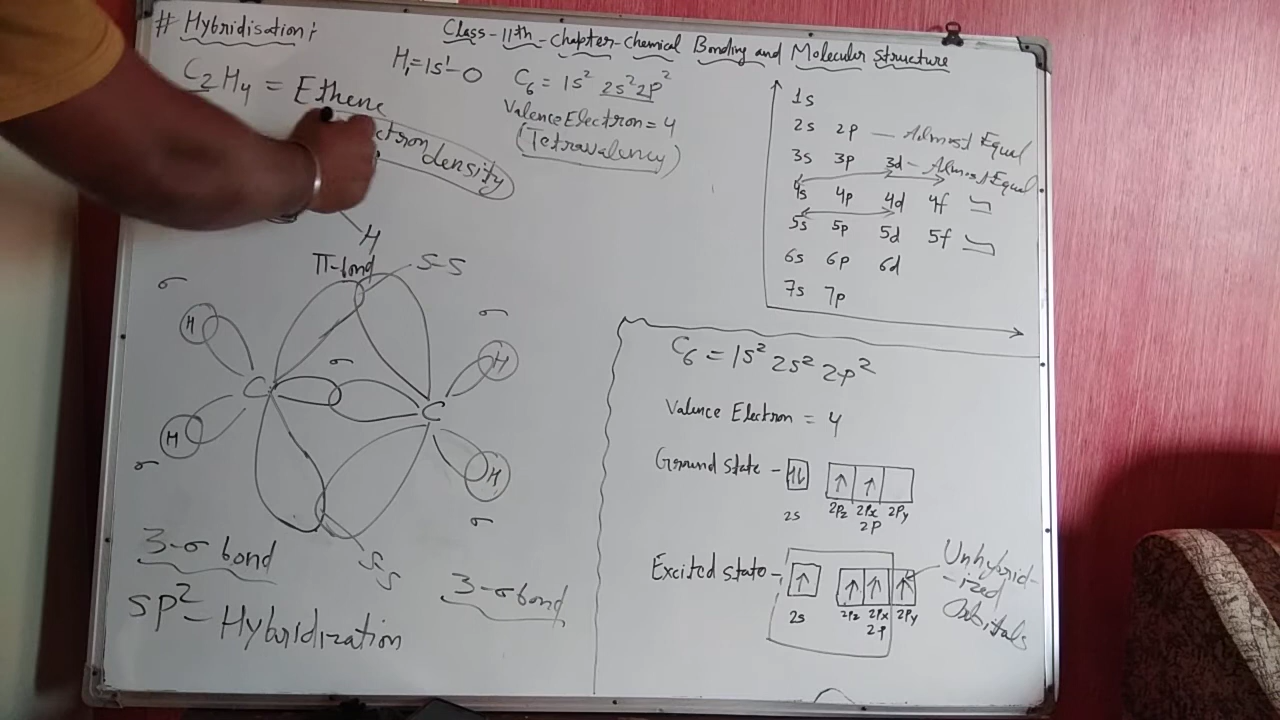 # Hybridisation:
Class-11th-Chapter-Chemical Bonding and Molecular Structure
C2H4 = Ethene
H1=1s¹-O
C6 = 1s² 2s² 2p²
Valence Electron = 4
(Tetravalency)
density
1s
2s 2p — Almost Equal
3s 3p 3d - Almost Equal
4s 4p 4d 4f
5s 5p 5d 5f
6s 6p 6d
7s 7p
H
π-bond S-S
σ
H
σ
H
σ
C
C
H
σ
H
σ
S-S
3-σ bond
3-σ bond
SP²- Hybridization
C6 = 1s² 2s² 2p²
Valence Electron = 4
Ground State - ↑↓ ↑ ↑
2s 2Pz 2Px 2Py
2P
Excited state - ↑ ↑ ↑ ↑
2s 2Pz 2Px 2Py
2P
Unhybrid-
-ized
Orbitals